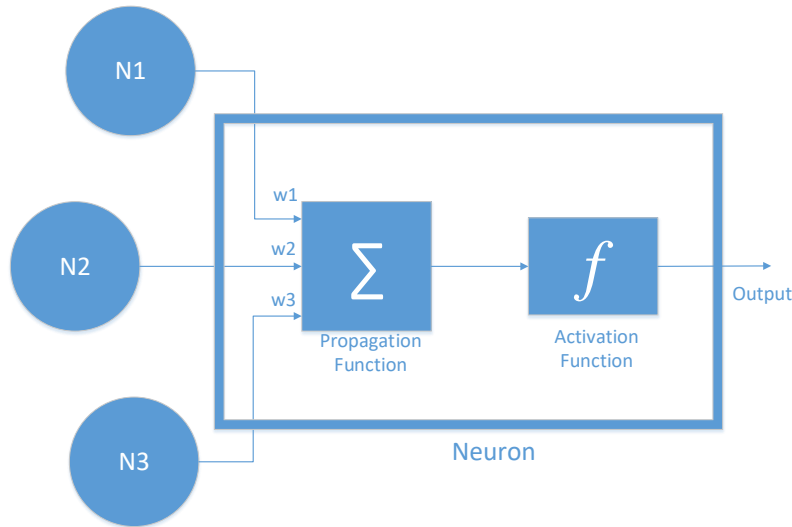 N1
w1
N2
w2
∑
f
w3
Output
Propagation
Function
Activation
Function
N3
Neuron